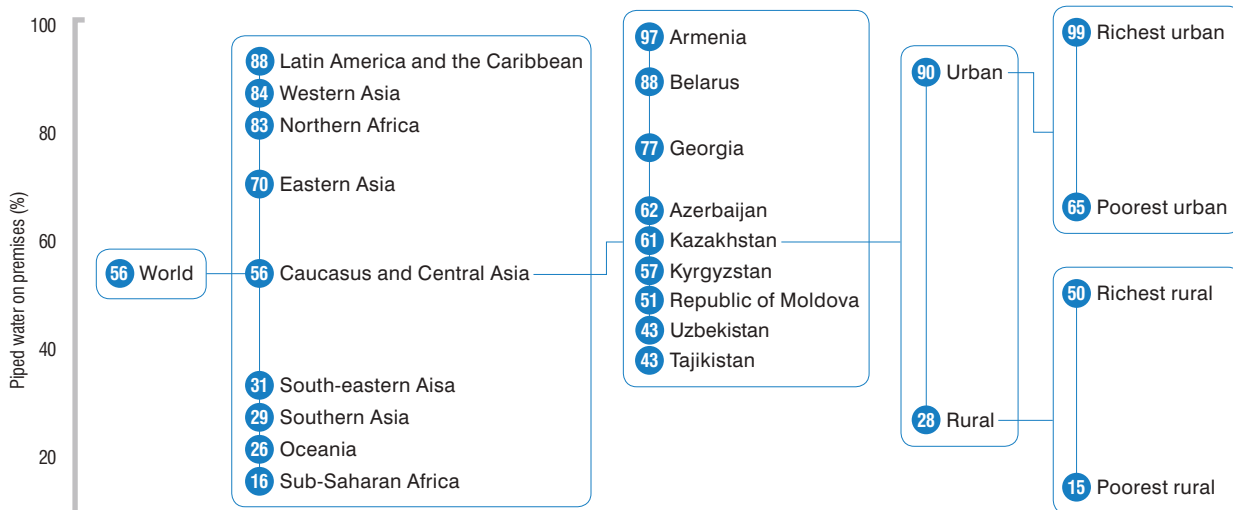 Piped water on premises (%)
100
80
60
40
20
56 World
88 Latin America and the Caribbean
84 Western Asia
83 Northern Africa
70 Eastern Asia
56 Caucasus and Central Asia
31 South-eastern Aisa
29 Southern Asia
26 Oceania
16 Sub-Saharan Africa
97 Armenia
88 Belarus
77 Georgia
62 Azerbaijan
61 Kazakhstan
57 Kyrgyzstan
51 Republic of Moldova
43 Uzbekistan
43 Tajikistan
90 Urban
28 Rural
99 Richest urban
65 Poorest urban
50 Richest rural
15 Poorest rural